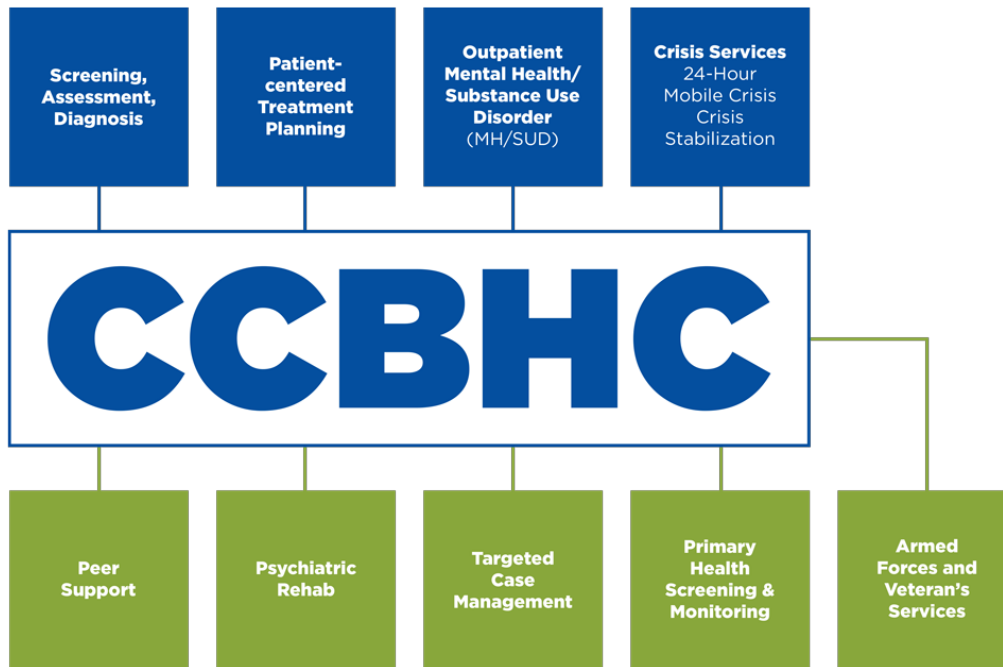 Screening,
Assessment,
Diagnosis
Patient-
centered
Treatment
Planning
Outpatient
Mental Health/
Substance Use
Disorder
(MH/SUD)
Crisis Services
24-Hour
Mobile Crisis
Crisis
Stabilization
CCBHC
Peer
Support
Psychiatric
Rehab
Targeted
Case
Management
Primary
Health
Screening &
Monitoring
Armed
Forces and
Veteran’s
Services